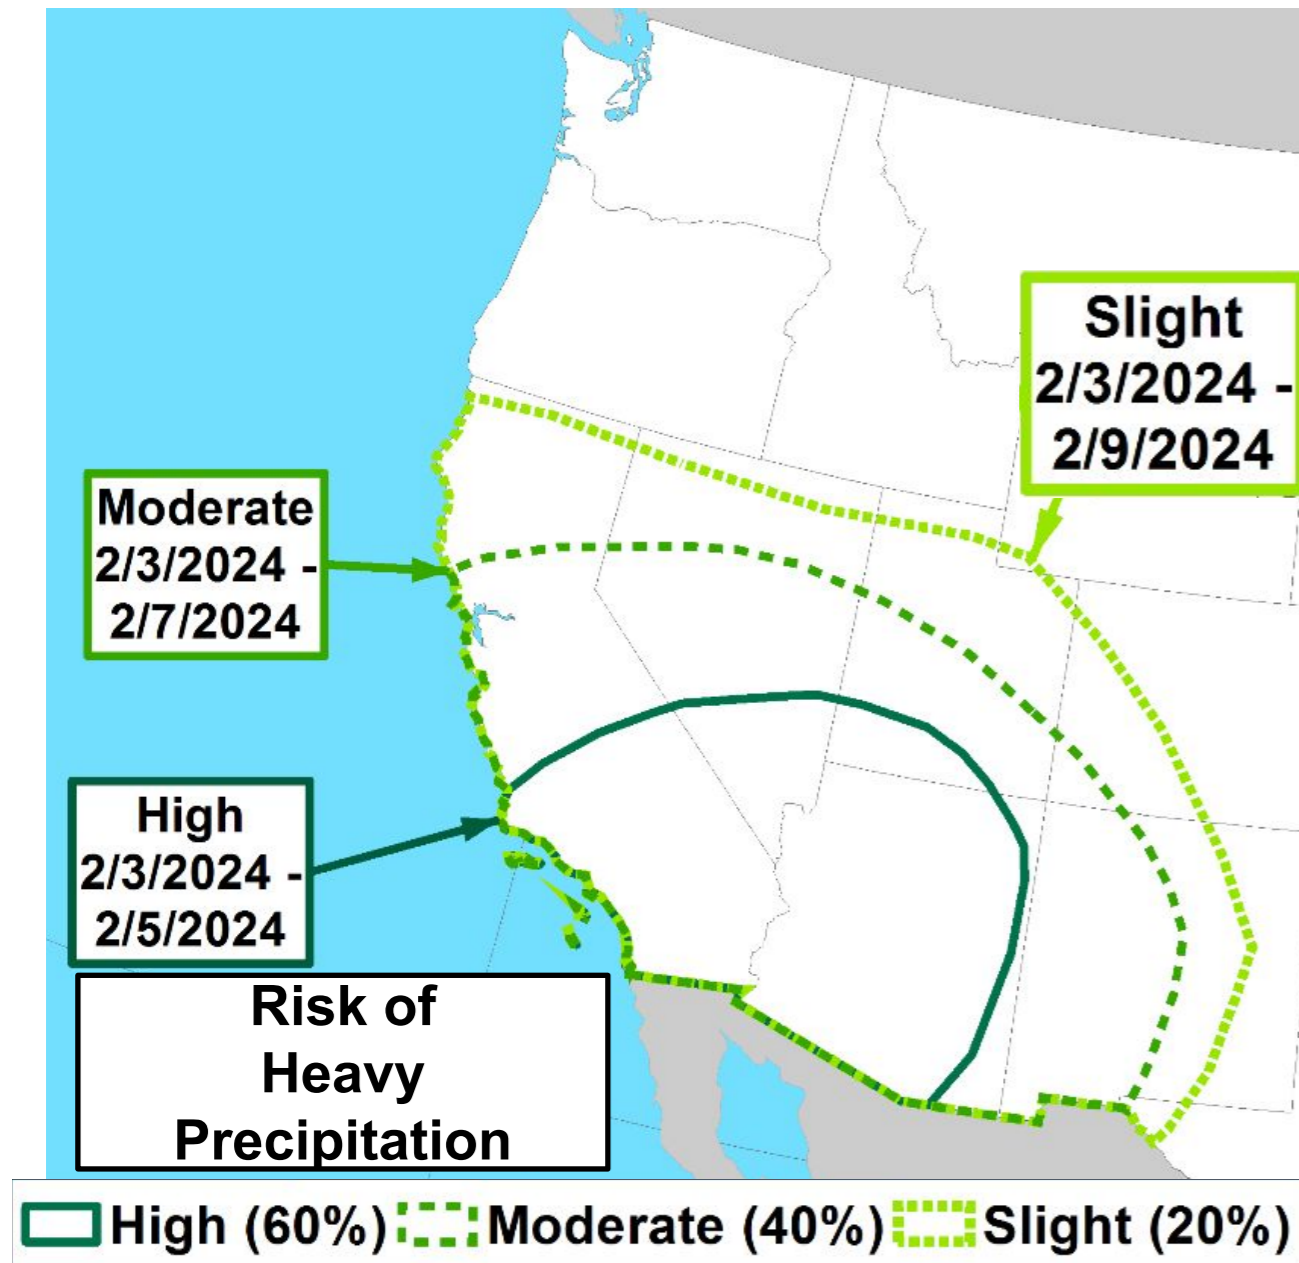 Slight
2/3/2024 -
2/9/2024
Moderate
2/3/2024 -
2/7/2024
High
2/3/2024 -
2/5/2024
Risk of
Heavy
Precipitation
High (60%) Moderate (40%) Slight (20%)